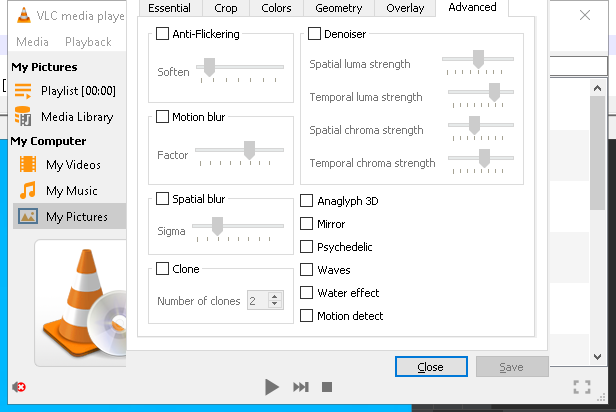 VLC media player
Media Playback
Essential Crop Colors Geometry Overlay Advanced
My Pictures
Playlist [00:00]
Media Library
My Computer
My Videos
My Music
My Pictures
Anti-Flickering
Soften
Motion blur
Factor
Spatial blur
Sigma
Clone
Number of clones 2
Denoiser
Spatial luma strength
Temporal luma strength
Spatial chroma strength
Temporal chroma strength
Anaglyph 3D
Mirror
Psychedelic
Waves
Water effect
Motion detect
Close Save